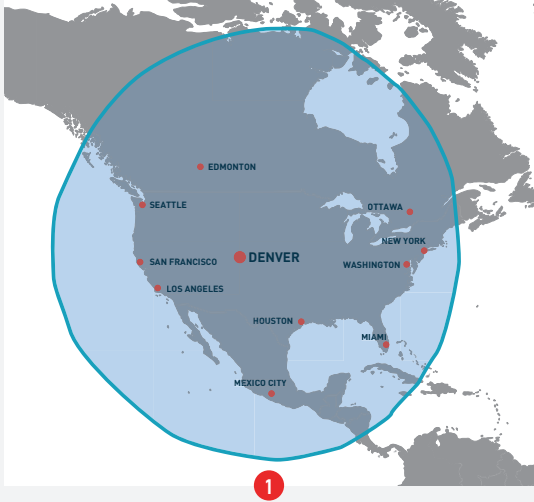 EDMONTON
SEATTLE
OTTAWA
NEW YORK
DENVER
SAN FRANCISCO
WASHINGTON
LOS ANGELES
HOUSTON
MIAMI
MEXICO CITY
1